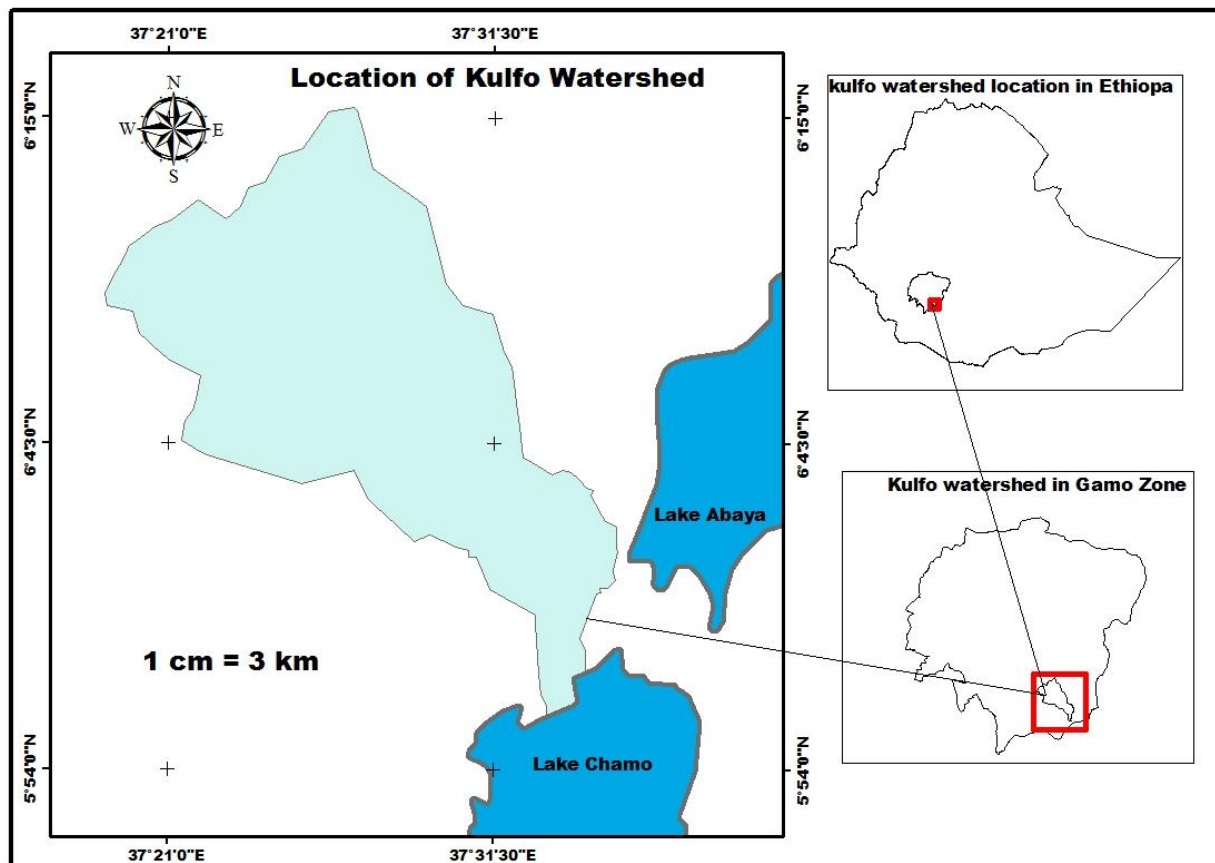 37°21'0"E
37°31'30"E
Location of Kulfo Watershed
N
W
E
S
6°15'0"N
6°15'0"N
6°4'30"N
6°4'30"N
5°54'0"N
5°54'0"N
Lake Abaya
1 cm = 3 km
Lake Chamo
37°21'0"E
37°31'30"E
kulfo watershed location in Ethiopa
Kulfo watershed in Gamo Zone